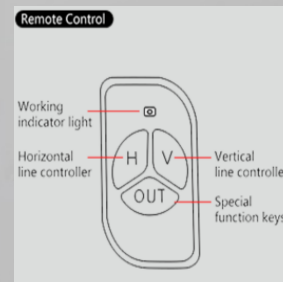 Remote Control
Working
indicator light
Horizontal
line controller
H
V
Vertical
line controlle
OUT
Special
function keys